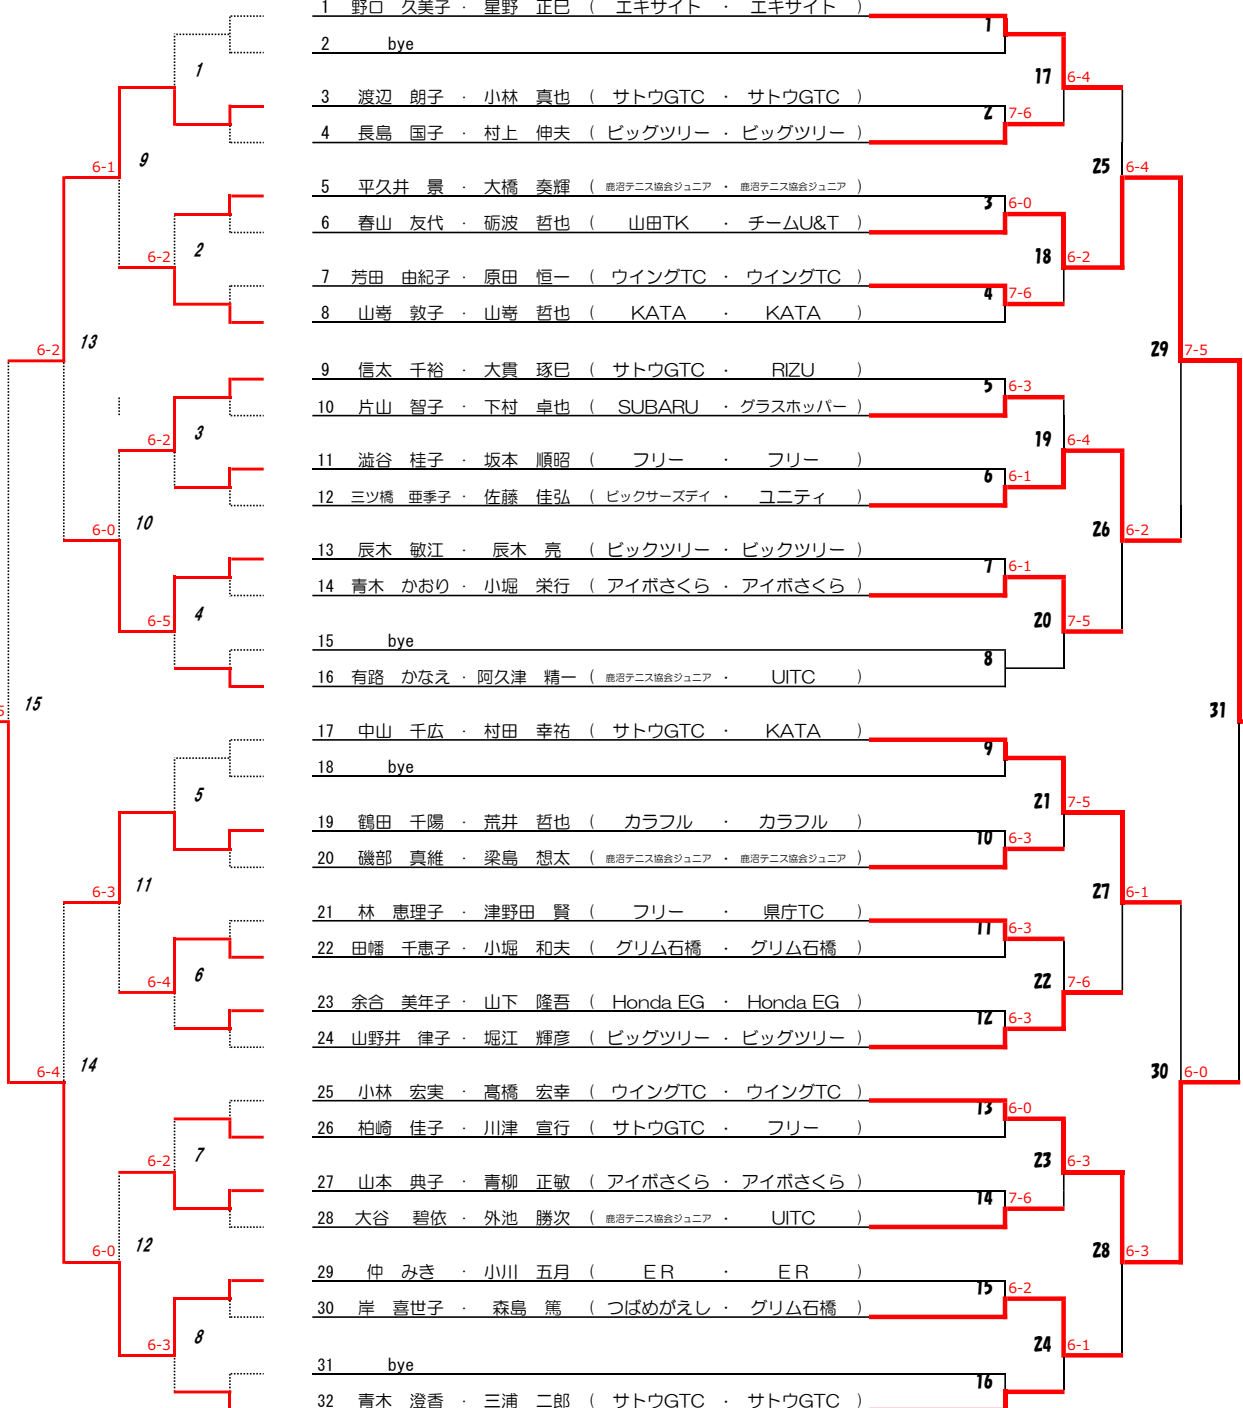 1 野口 久美子 ・ 星野 正巳 ( エキサイト ・ エキサイト )
1
2 bye
1
17 6-4
3 渡辺 朗子 ・ 小林 真也 ( サトウGTC ・ サトウGTC )
2 7-6
4 長島 国子 ・ 村上 伸夫 ( ビッグツリー ・ ビッグツリー )
6-1 9
25 6-4
5 平久井 景 ・ 大橋 奏輝 ( 鹿沼テニス協会ジュニア ・ 鹿沼テニス協会ジュニア )
3 6-0
6 春山 友代 ・ 砺波 哲也 ( 山田TK ・ チームU&T )
6-2 2
18 6-2
7 芳田 由紀子 ・ 原田 恒一 ( ウイングTC ・ ウイングTC )
4 7-6
8 山嵜 敦子 ・ 山嵜 哲也 ( KATA ・ KATA )
6-2 13
29 7-5
9 信太 千裕 ・ 大貫 琢巳 ( サトウGTC ・ RIZU )
5 6-3
10 片山 智子 ・ 下村 卓也 ( SUBARU ・ グラスホッパー )
6-2 3
19 6-4
11 澁谷 桂子 ・ 坂本 順昭 ( フリー ・ フリー )
6 6-1
12 三ツ橋 亜季子 ・ 佐藤 佳弘 ( ビックサーズデイ ・ ユニティ )
6-0 10
26 6-2
13 辰木 敏江 ・ 辰木 亮 ( ビックツリー ・ ビックツリー )
7 6-1
14 青木 かおり ・ 小堀 栄行 ( アイボさくら ・ アイボさくら )
6-5 4
20 7-5
15 bye
8
16 有路 かなえ ・ 阿久津 精一 ( 鹿沼テニス協会ジュニア ・ UITC )
5 15
31
17 中山 千広 ・ 村田 幸祐 ( サトウGTC ・ KATA )
9
18 bye
5
21 7-5
19 鶴田 千陽 ・ 荒井 哲也 ( カラフル ・ カラフル )
10 6-3
20 磯部 真維 ・ 梁島 想太 ( 鹿沼テニス協会ジュニア ・ 鹿沼テニス協会ジュニア )
6-3 11
27 6-1
21 林 恵理子 ・ 津野田 賢 ( フリー ・ 県庁TC )
11 6-3
22 田幡 千恵子 ・ 小堀 和夫 ( グリム石橋 ・ グリム石橋 )
6-4 6
22 7-6
23 余合 美年子 ・ 山下 隆吾 ( Honda EG ・ Honda EG )
12 6-3
24 山野井 律子 ・ 堀江 輝彦 ( ビッグツリー ・ ビッグツリー )
6-4 14
30 6-0
25 小林 宏実 ・ 髙橋 宏幸 ( ウイングTC ・ ウイングTC )
13 6-0
26 柏崎 佳子 ・ 川津 宣行 ( サトウGTC ・ フリー )
6-2 7
23 6-3
27 山本 典子 ・ 青柳 正敏 ( アイボさくら ・ アイボさくら )
14 7-6
28 大谷 碧依 ・ 外池 勝次 ( 鹿沼テニス協会ジュニア ・ UITC )
6-0 12
28 6-3
29 仲 みき ・ 小川 五月 ( ER ・ ER )
15 6-2
30 岸 喜世子 ・ 森島 篤 ( つばめがえし ・ グリム石橋 )
6-3 8
24 6-1
31 bye
16
32 青木 澄香 ・ 三浦 二郎 ( サトウGTC ・ サトウGTC )